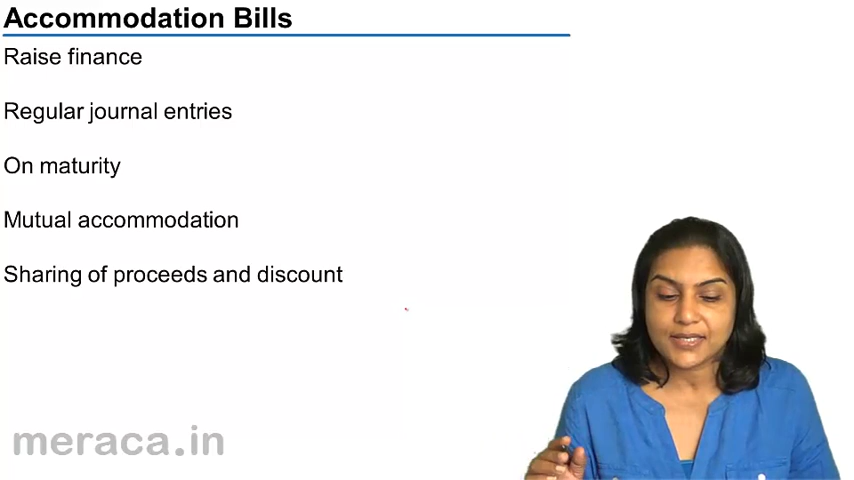 Accommodation Bills
Raise finance
Regular journal entries
On maturity
Mutual accommodation
Sharing of proceeds and discount
meraca.in